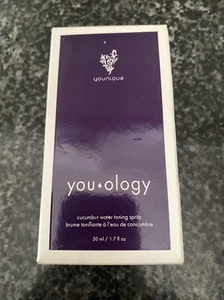 younique
you•ology
cucumber water toning spritz
brume tonifiante à l'eau de concombre
50 ml / 1.7 fl oz